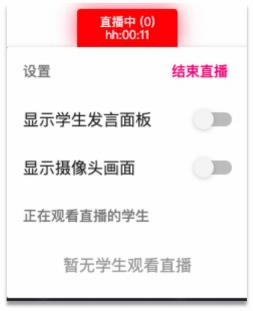 直播中 (0)
hh:00:11
设置
结束直播
显示学生发言面板
显示摄像头画面
正在观看直播的学生
暂无学生观看直播